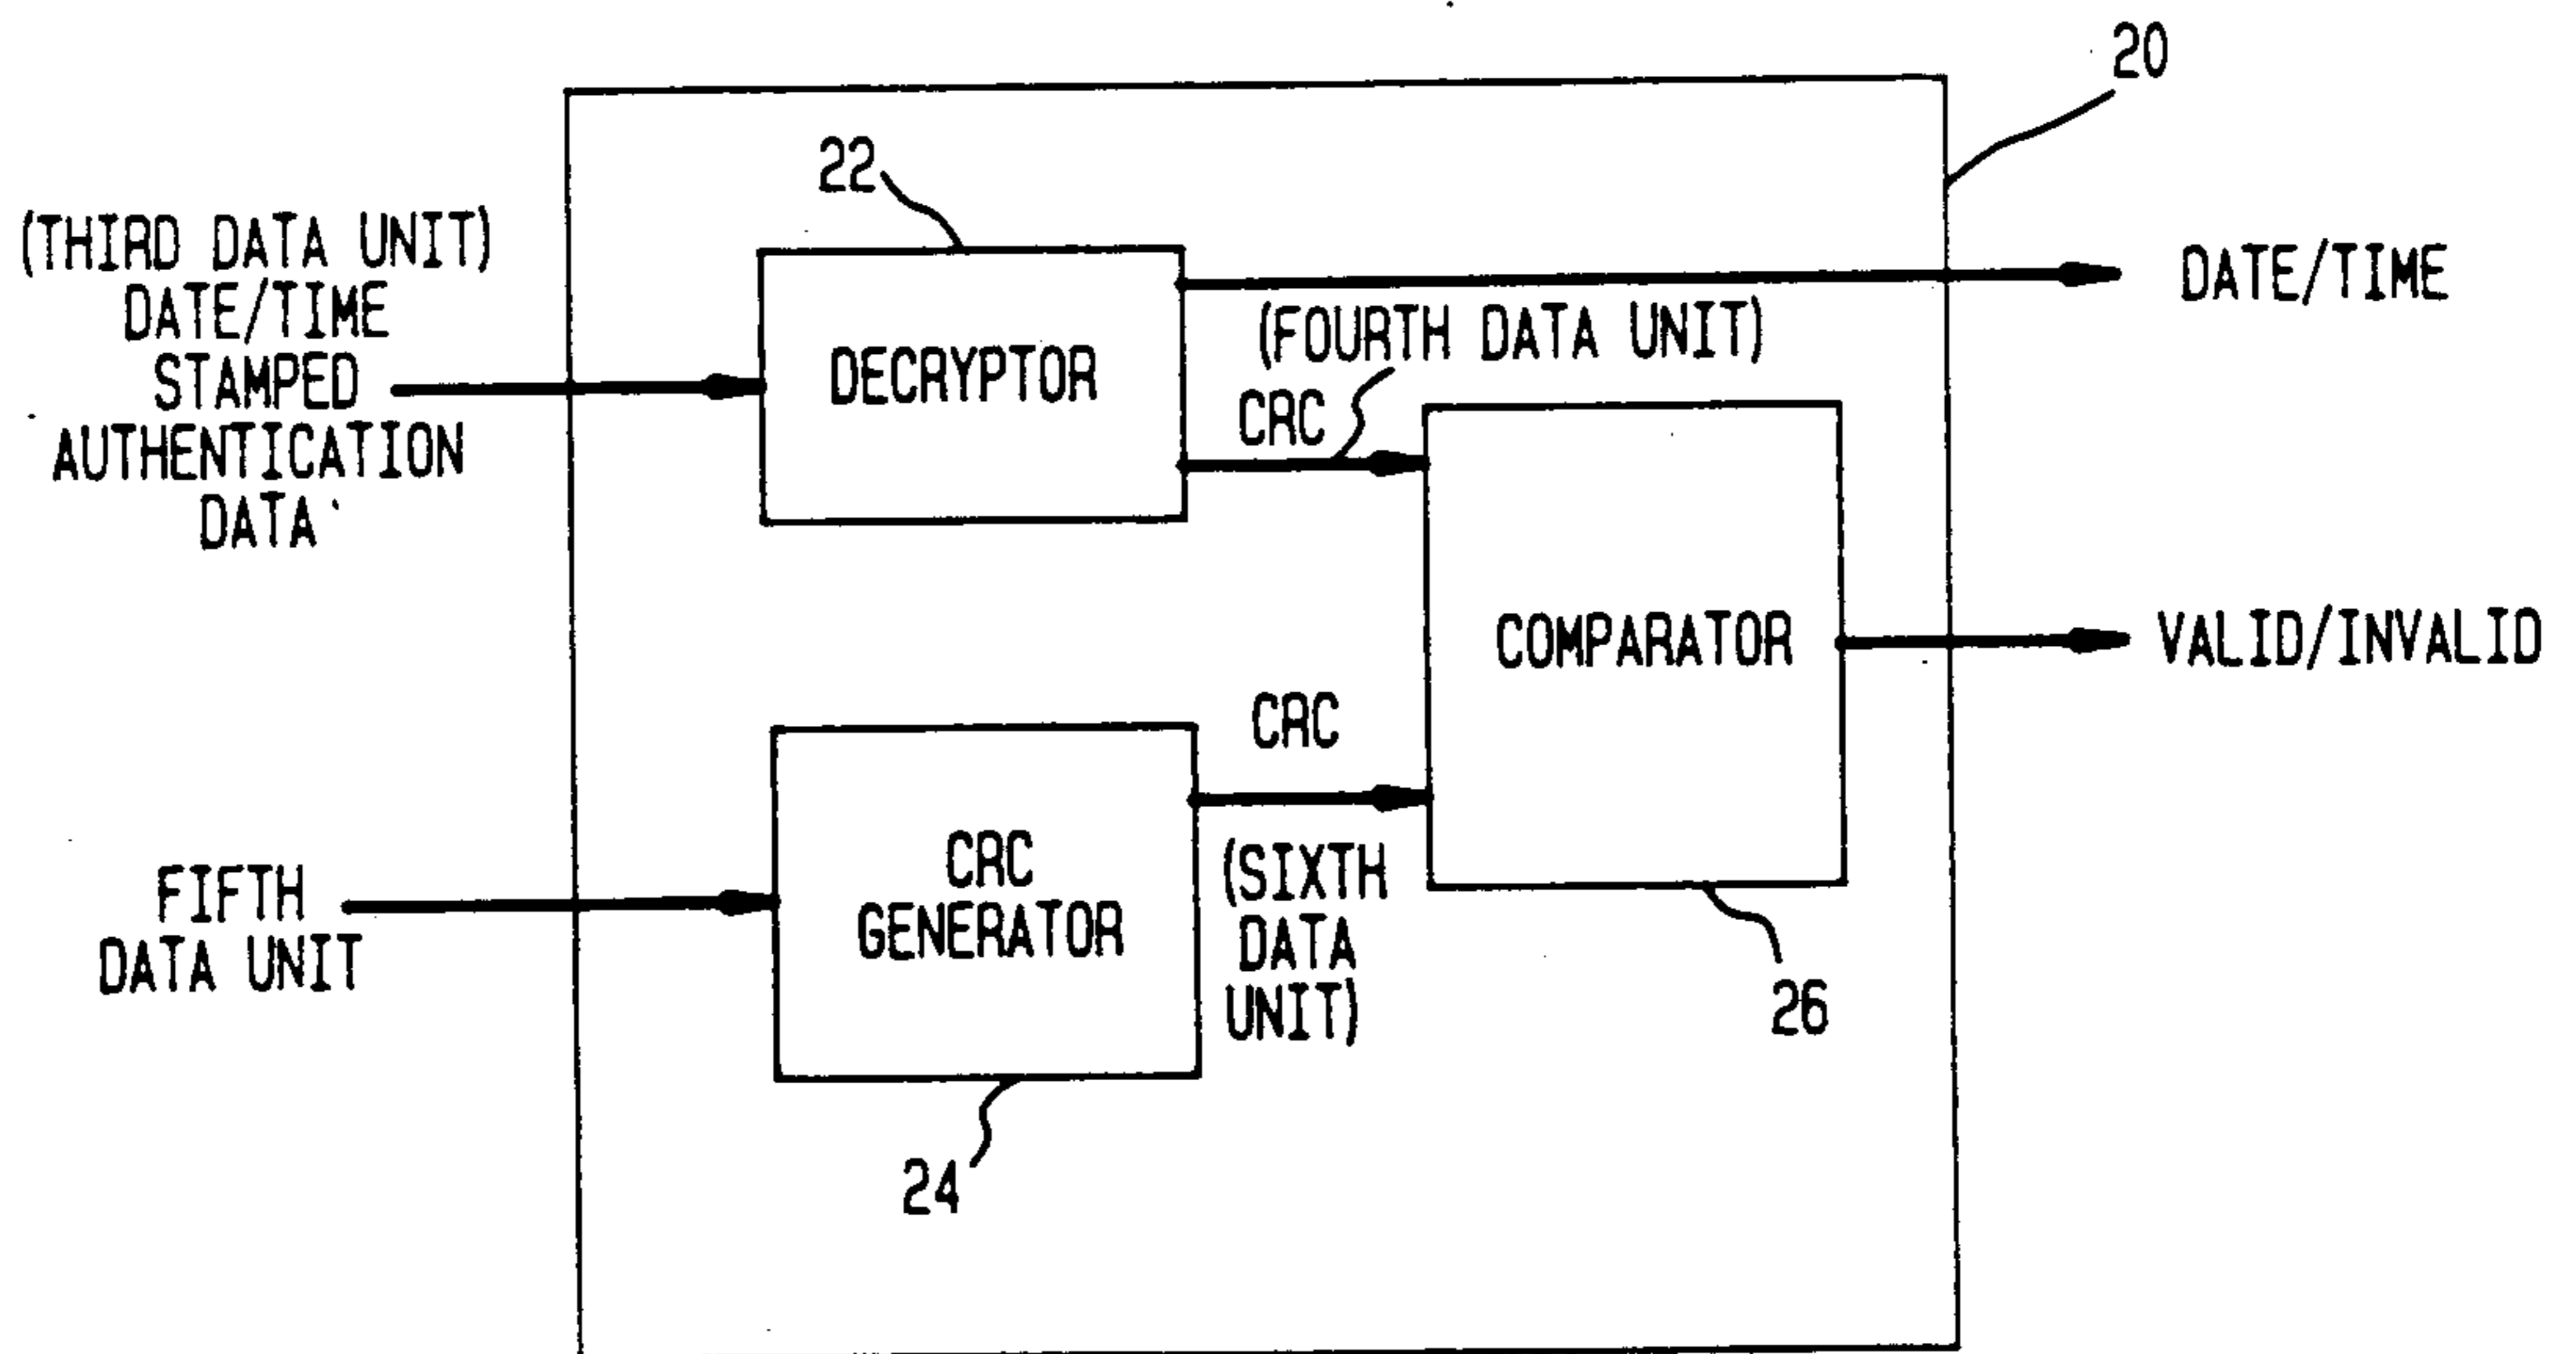 20
22
(THIRD DATA UNIT)
DATE/TIME
STAMPED
AUTHENTICATION
DATA
DECRYPTOR
DATE/TIME
(FOURTH DATA UNIT)
CRC
COMPARATOR
VALID/INVALID
CRC
FIFTH
DATA UNIT
CRC
GENERATOR
(SIXTH
DATA
UNIT)
26
24